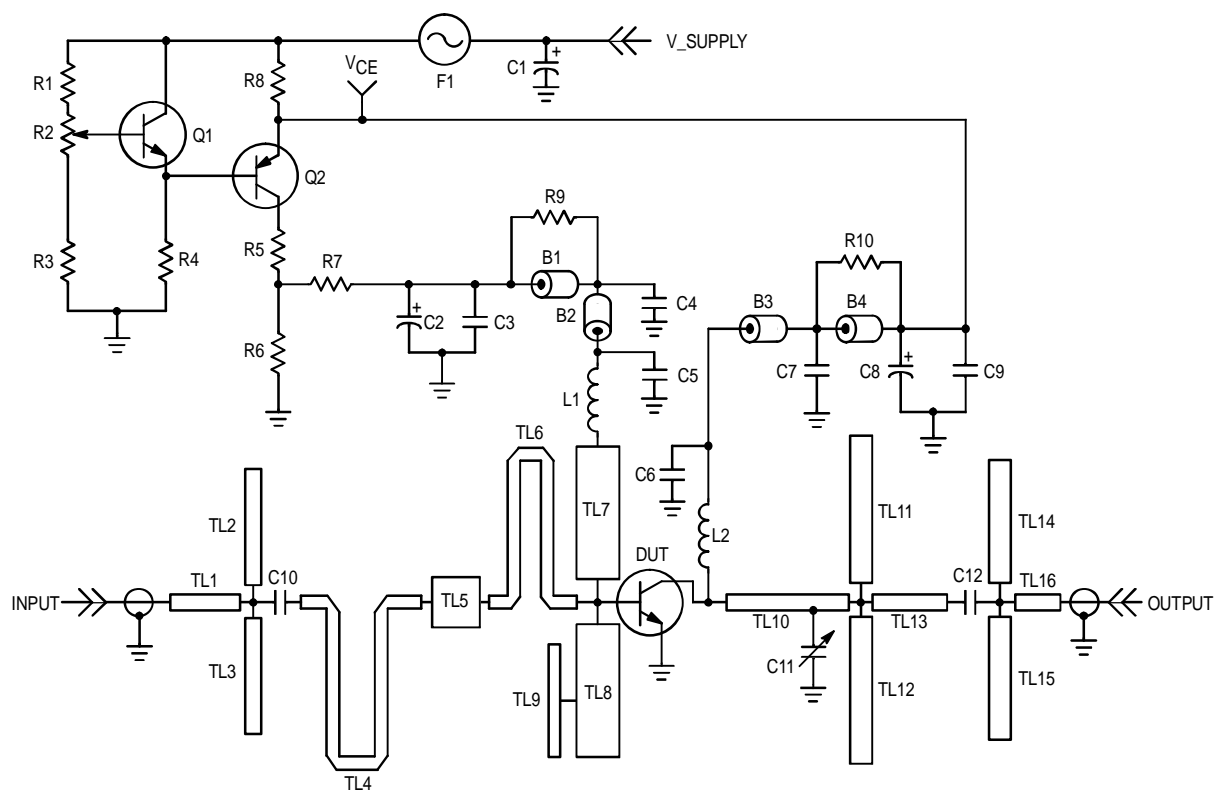 V_SUPPLY
C1
+
F1
VCE
R8
R1
R2
Q1
Q2
R9
R3
R4
R5
R7
B1
R10
C2
+
C3
C4
B2
B3
B4
R6
C7
C8
+
C9
C5
L1
TL6
C6
TL2
TL7
TL11
TL14
L2
DUT
TL1
C10
C12
TL16
INPUT
TL5
OUTPUT
TL10
TL13
TL3
C11
TL9
TL8
TL12
TL15
TL4